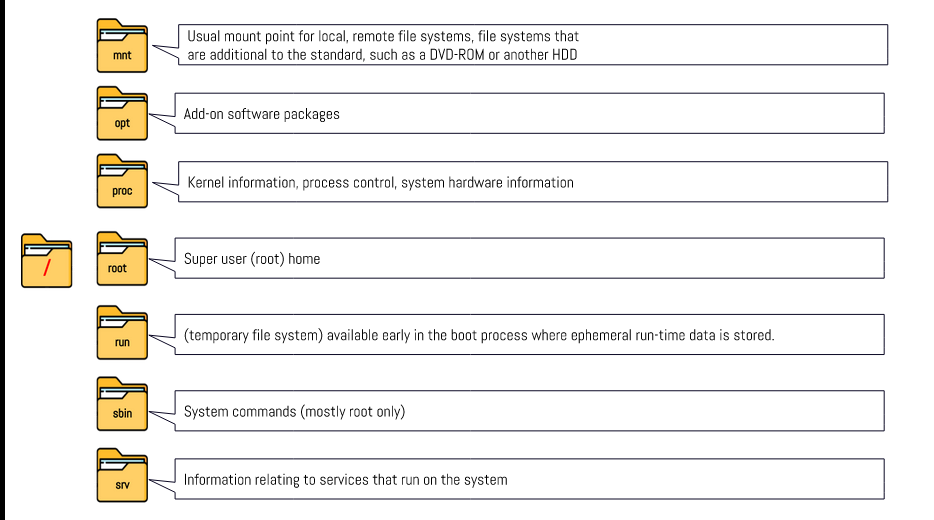 mnt
Usual mount point for local, remote file systems, file systems that
are additional to the standard, such as a DVD-ROM or another HDD
opt
Add-on software packages
proc
Kernel information, process control, system hardware information
/
root
Super user (root) home
run
(temporary file system) available early in the boot process where ephemeral run-time data is stored.
sbin
System commands (mostly root only)
srv
Information relating to services that run on the system